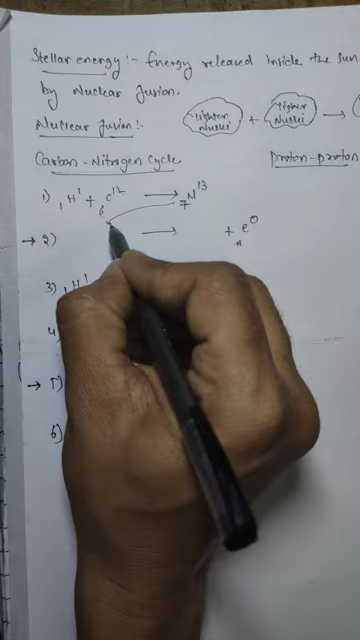 Stellar energy :- Energy released inside the sun
by Nuclear fusion.
Nuclear fusion :- Lighter Nuclei + Lighter Nuclei →
Carbon - Nitrogen Cycle
Proton - proton
1) ₁H¹ + ₆C¹² → ₇N¹³
→ 2) → + ₊₁e⁰
3) ₁H¹
4)
→ 5)
6)